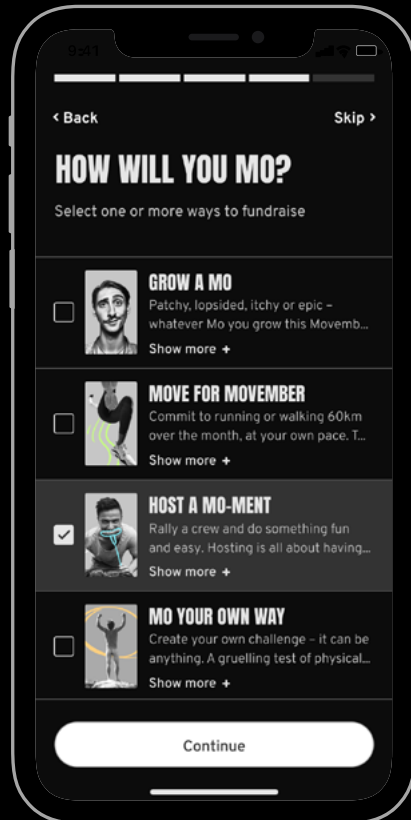 9:41
< Back
Skip >
HOW WILL YOU MO?
Select one or more ways to fundraise
GROW A MO
Patchy, lopsided, itchy or epic –
whatever Mo you grow this Movemb...
Show more +
MOVE FOR MOVEMBER
Commit to running or walking 60km
over the month, at your own pace. T...
Show more +
HOST A MO-MENT
Rally a crew and do something fun
and easy. Hosting is all about having...
Show more +
MO YOUR OWN WAY
Create your own challenge – it can be
anything. A gruelling test of physical...
Show more +
Continue